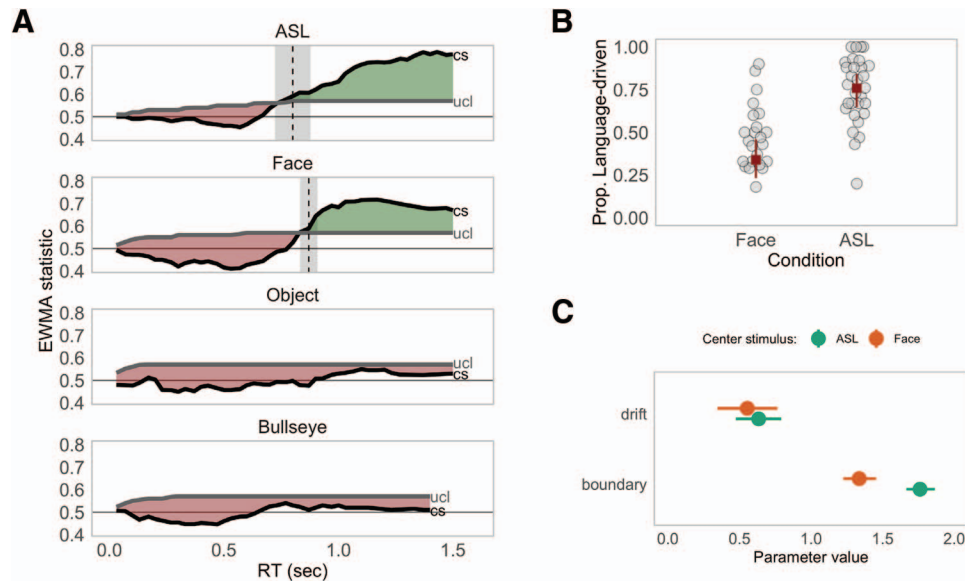 A
ASL
0.8
0.7
0.6
0.5
0.4
cs
ucl
Face
0.8
0.7
0.6
0.5
0.4
cs
ucl
Object
0.8
0.7
0.6
0.5
0.4
ucl
cs
Bullseye
0.8
0.7
0.6
0.5
0.4
ucl
cs
EWMA statistic
0.0 0.5 1.0 1.5
RT (sec)
B
1.00
0.75
0.50
0.25
0.00
Prop. Language-driven
Face ASL
Condition
C
Center stimulus: ASL Face
drift
boundary
0.0 0.5 1.0 1.5 2.0
Parameter value